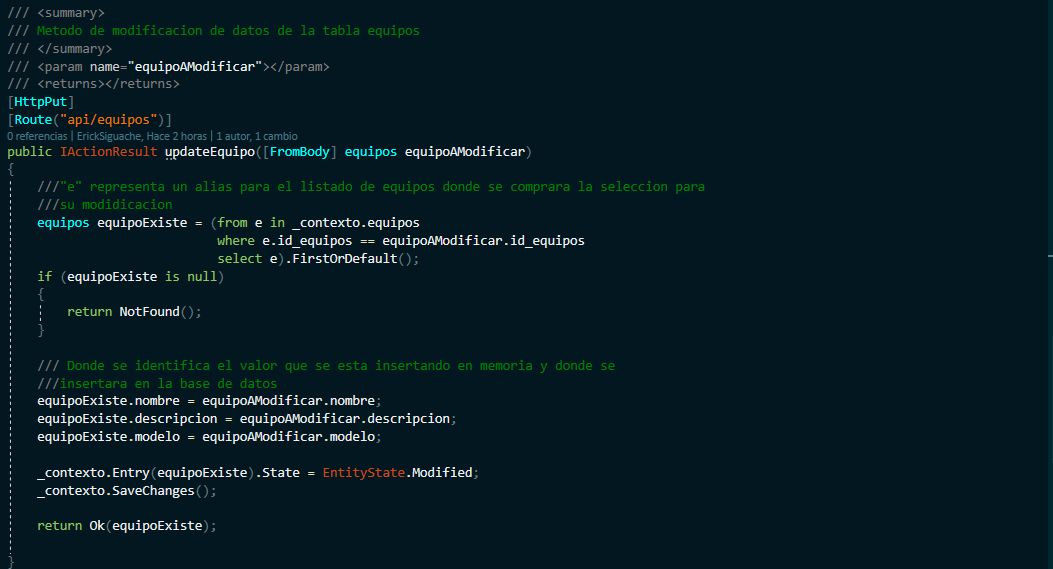 /// <summary>
/// Metodo de modificacion de datos de la tabla equipos
/// </summary>
/// <param name="equipoAModificar"></param>
/// <returns></returns>
[HttpPut]
[Route("api/equipos")]
0 referencias | ErickSiguache, Hace 2 horas | 1 autor, 1 cambio
public IActionResult updateEquipo([FromBody] equipos equipoAModificar)
{
///"e" representa un alias para el listado de equipos donde se comprara la seleccion para
///su modidicacion
equipos equipoExiste = (from e in _contexto.equipos
where e.id_equipos == equipoAModificar.id_equipos
select e).FirstOrDefault();
if (equipoExiste is null)
{
return NotFound();
}
/// Donde se identifica el valor que se esta insertando en memoria y donde se
///insertara en la base de datos
equipoExiste.nombre = equipoAModificar.nombre;
equipoExiste.descripcion = equipoAModificar.descripcion;
equipoExiste.modelo = equipoAModificar.modelo;
_contexto.Entry(equipoExiste).State = EntityState.Modified;
_contexto.SaveChanges();
return Ok(equipoExiste);
}